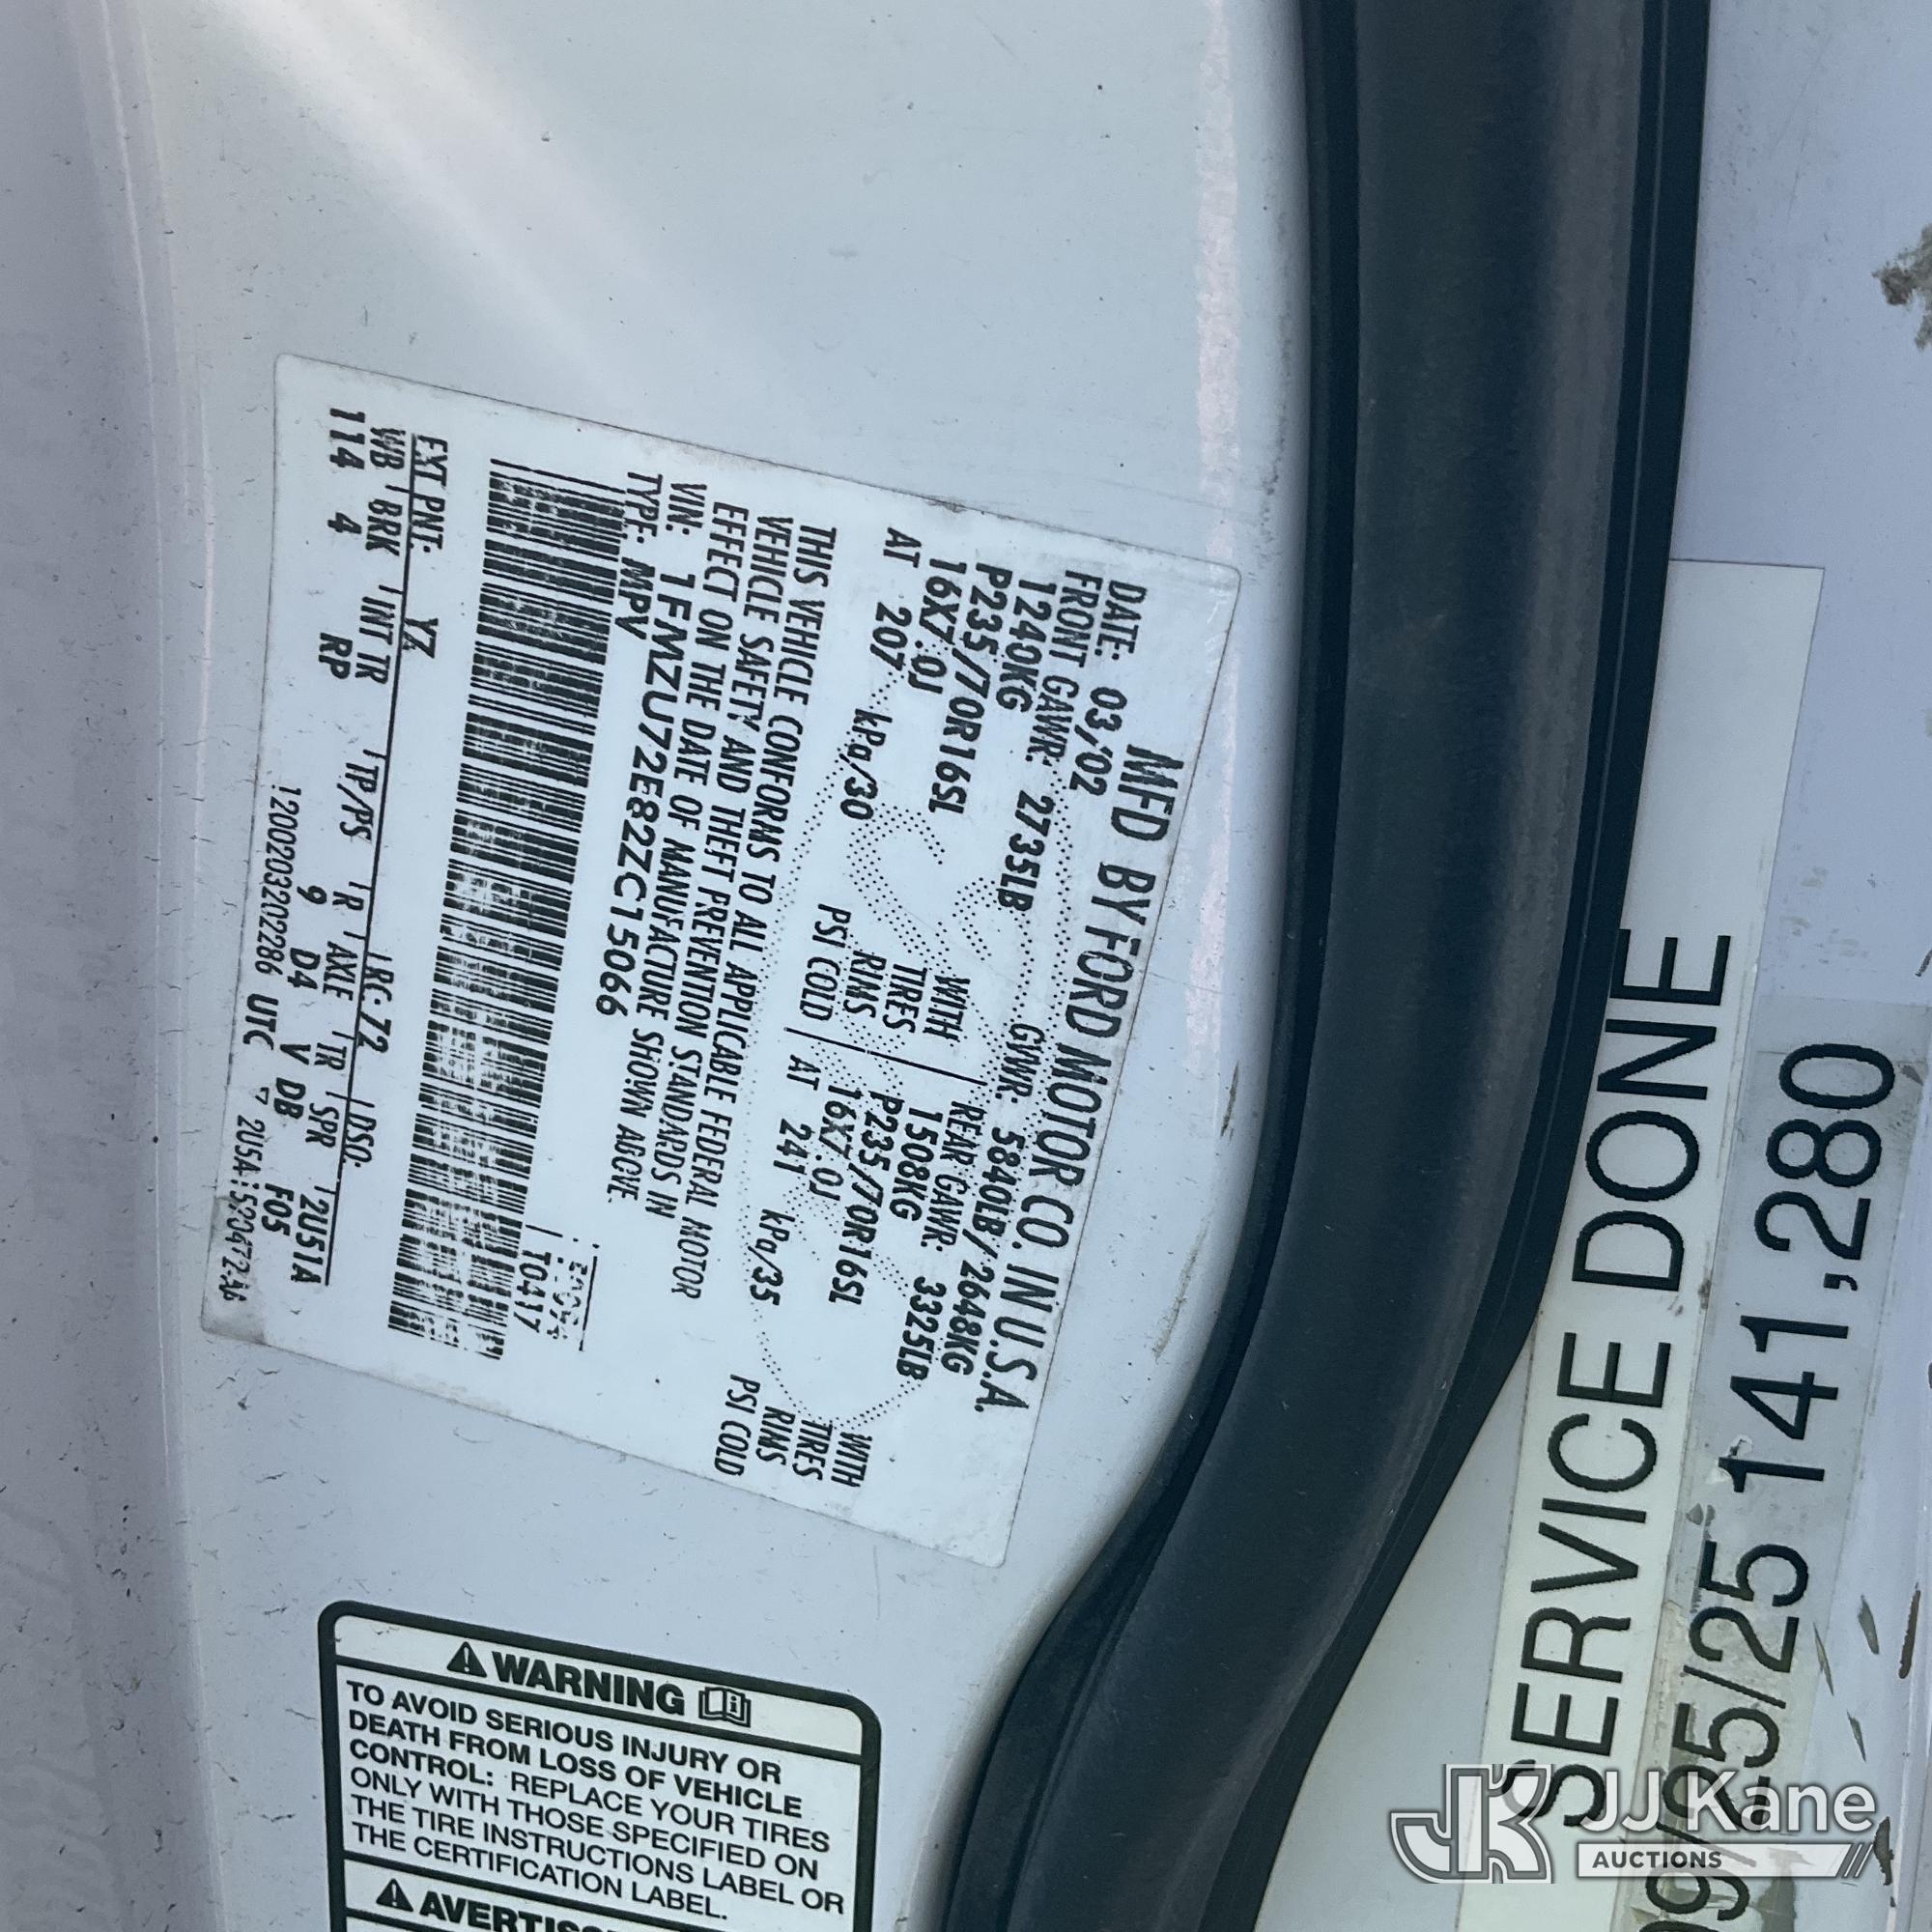 MFD BY FORD MOTOR CO. IN U.S.A.
DATE: 03/02 GVWR: 5840LB/2648KG
FRONT GAWR: 2735LB REAR GAWR: 3325LB
1240KG WITH 1508KG WITH
P235/70R16SL TIRES P235/70R16SL TIRES
16X7.0J RIMS 16X7.0J RIMS
AT 207 kPa/30 PSI COLD AT 241 kPa/35 PSI COLD
THIS VEHICLE CONFORMS TO ALL APPLICABLE FEDERAL MOTOR
VEHICLE SAFETY AND THEFT PREVENTION STANDARDS IN
EFFECT ON THE DATE OF MANUFACTURE SHOWN ABOVE
VIN: 1FMZU72E82ZC15066
TYPE: MPV
T0417
EXT PNT: YZ RC:72 DSO:
WB BRK INT TR TP/PS R AXLE TR SPR 2U51A
114 4 RP 9 D4 V DB F05
UTC
WARNING
TO AVOID SERIOUS INJURY OR
DEATH FROM LOSS OF VEHICLE
CONTROL: REPLACE YOUR TIRES
ONLY WITH THOSE SPECIFIED ON
THE TIRE INSTRUCTIONS LABEL OR
THE CERTIFICATION LABEL.
SERVICE DONE
09/25/25 141,280
JJ Kane
AUCTIONS